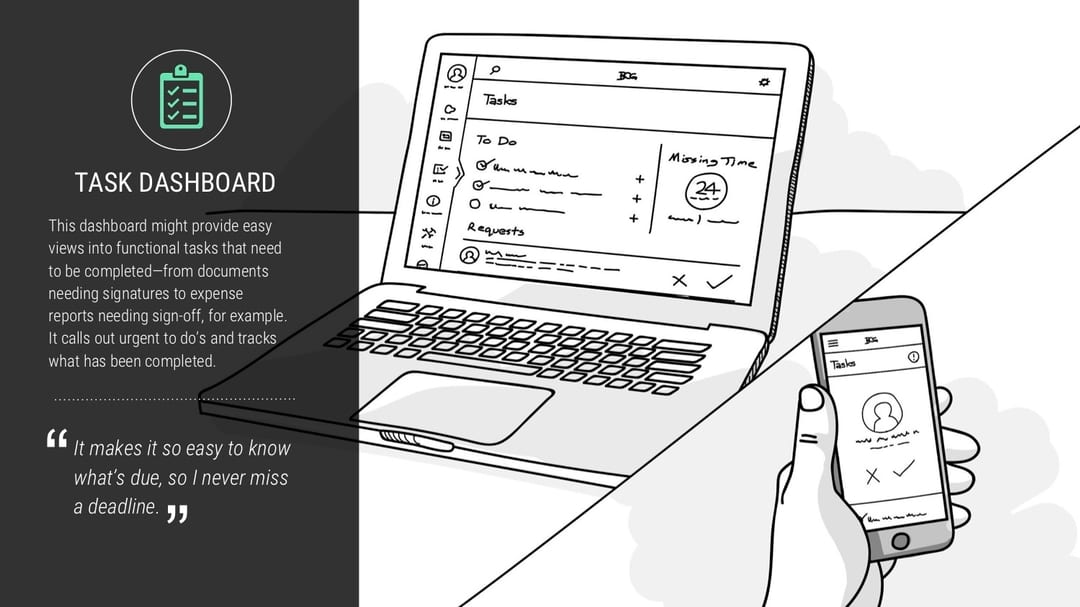 TASK DASHBOARD
This dashboard might provide easy
views into functional tasks that need
to be completed—from documents
needing signatures to expense
reports needing sign-off, for example.
It calls out urgent to do's and tracks
what has been completed.
“ It makes it so easy to know
what's due, so I never miss
a deadline. ”
Tasks
To Do
Missing Time
24
Requests
Tasks